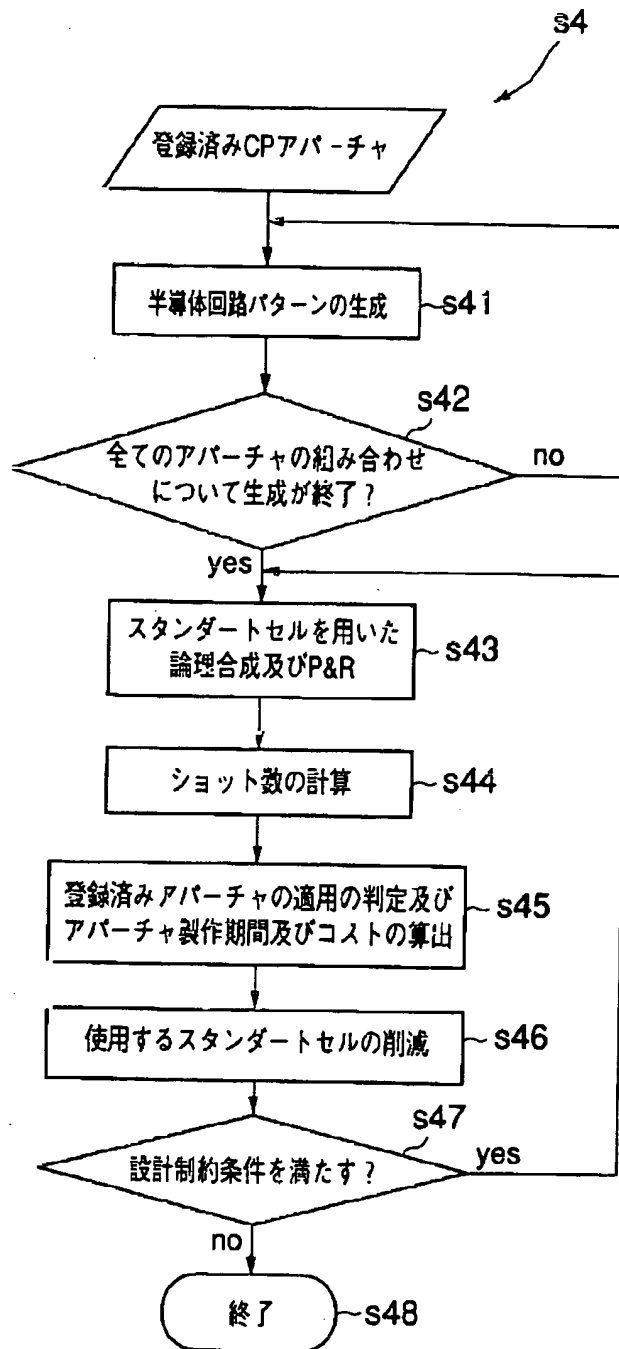 s4
登録済みCPアパーチャ
半導体回路パターンの生成
s41
s42
全てのアパーチャの組み合わせ
について生成が終了?
no
yes
スタンダートセルを用いた
論理合成及びP&R
s43
ショット数の計算
s44
登録済みアパーチャの適用の判定及び
アパーチャ製作期間及びコストの算出
s45
使用するスタンダートセルの削減
s46
s47
設計制約条件を満たす?
yes
no
終了
s48